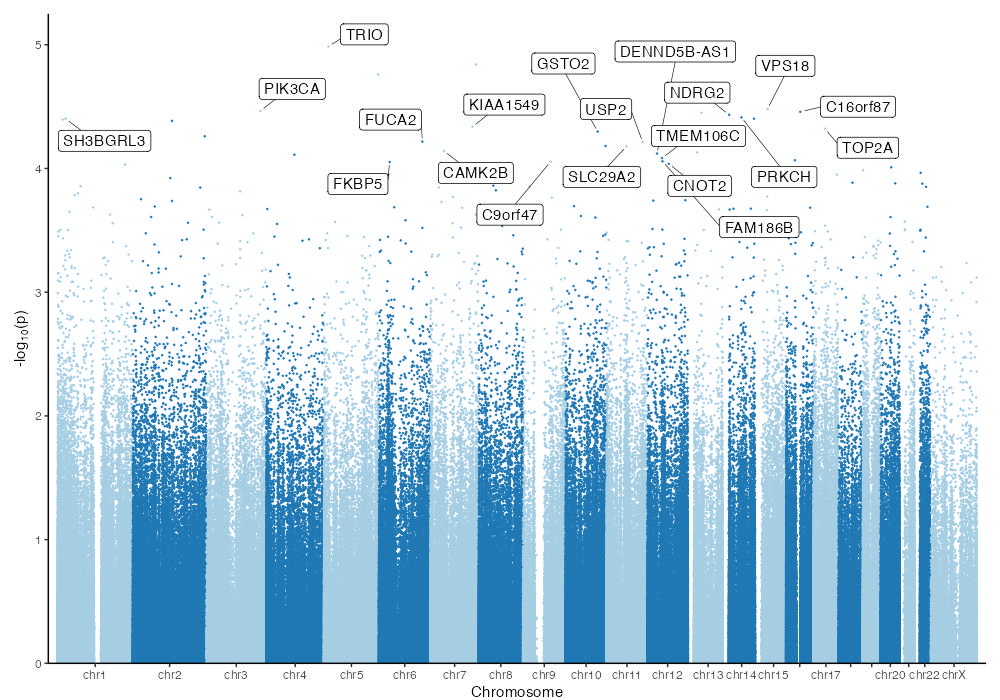 TRIO
DENND5B-AS1
GSTO2
VPS18
PIK3CA
NDRG2
KIAA1549
C16orf87
USP2
FUCA2
SH3BGRL3
TMEM106C
TOP2A
CAMK2B
SLC29A2
PRKCH
FKBP5
CNOT2
C9orf47
FAM186B
5
4
3
2
1
0
-log10(p)
chr1 chr2 chr3 chr4 chr5 chr6 chr7 chr8 chr9 chr10 chr11 chr12 chr13 chr14 chr15 chr17 chr20 chr22 chrX
Chromosome